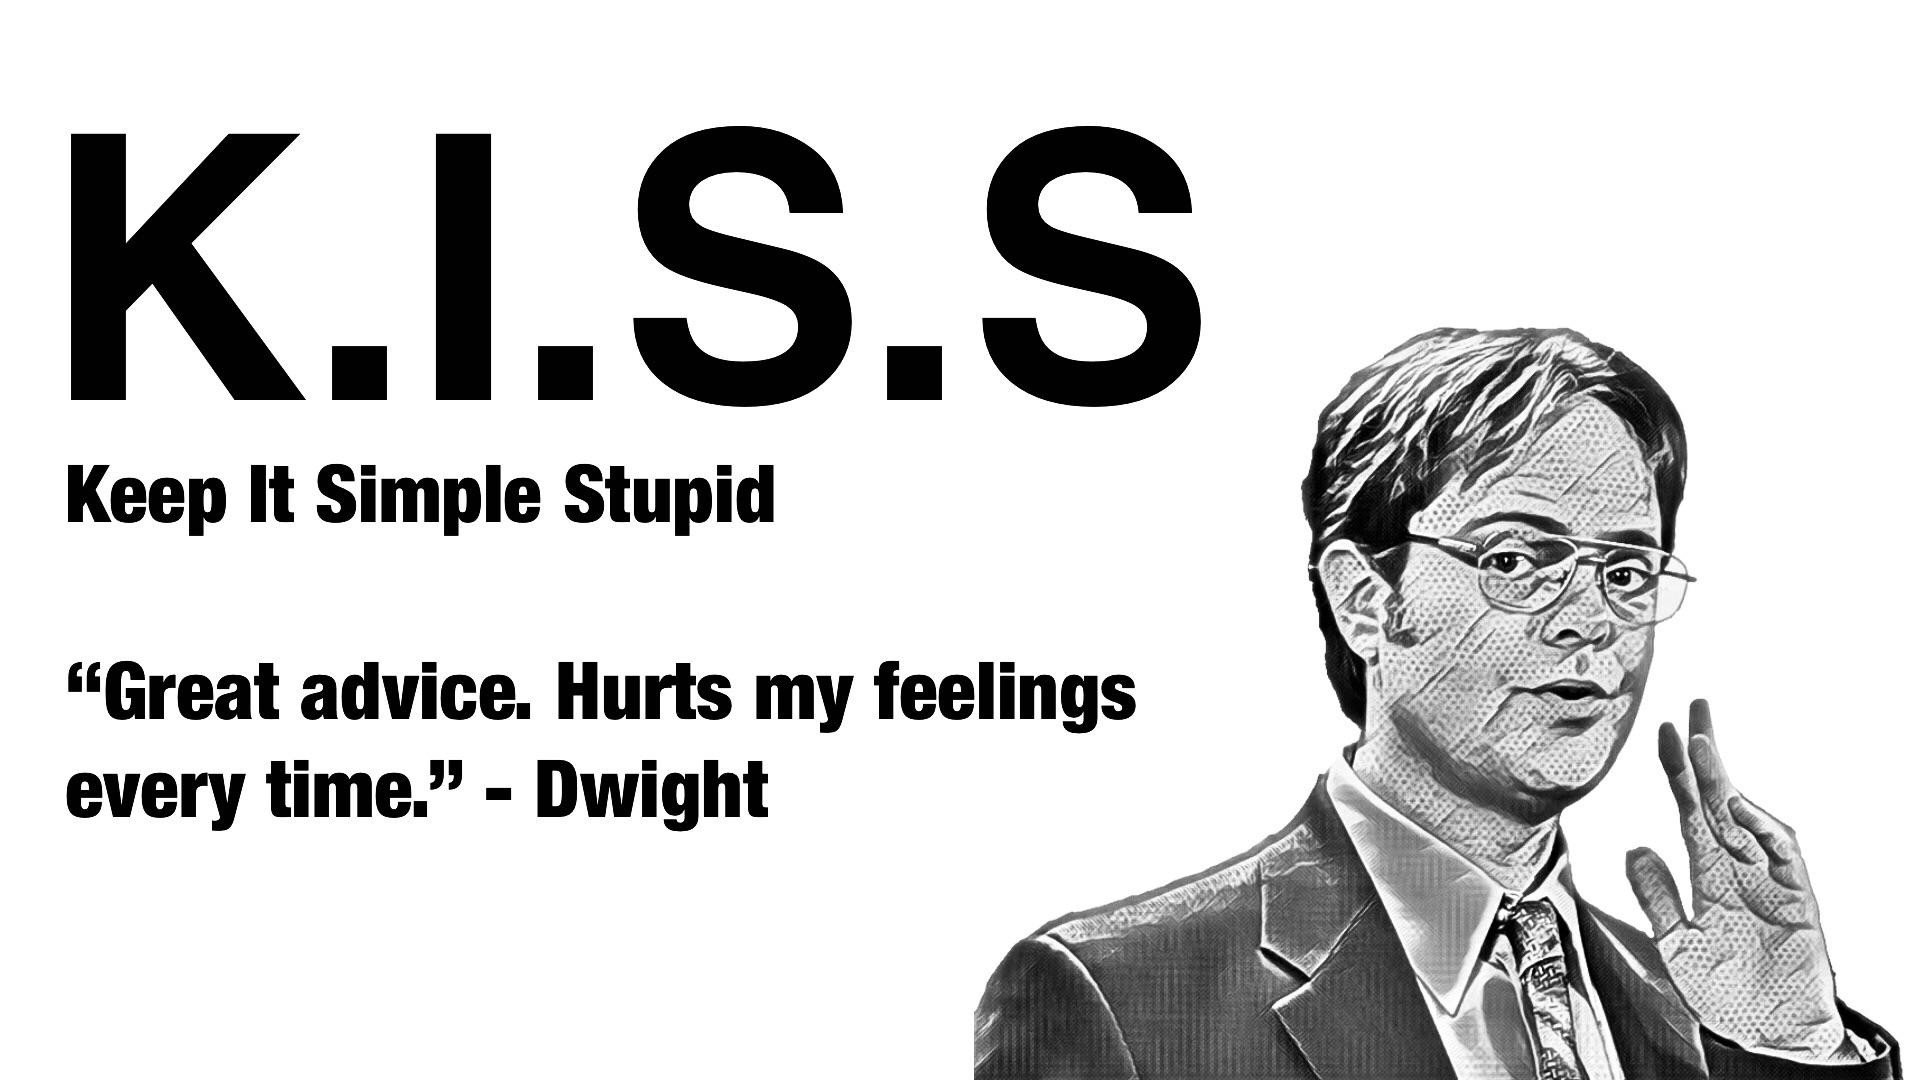 K.I.S.S
Keep It Simple Stupid
“Great advice. Hurts my feelings
every time.” - Dwight